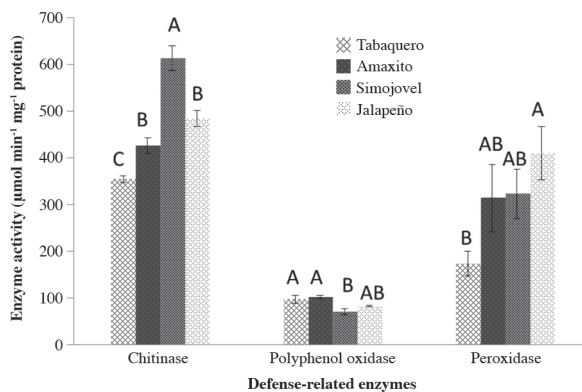 700
600
500
400
300
200
100
0
Enzyme activity (µmol min⁻¹ mg⁻¹ protein)
Tabaquero
Amaxito
Simojovel
Jalapeño
C
B
A
B
A
A
B
AB
B
AB
AB
A
Chitinase
Polyphenol oxidase
Peroxidase
Defense-related enzymes